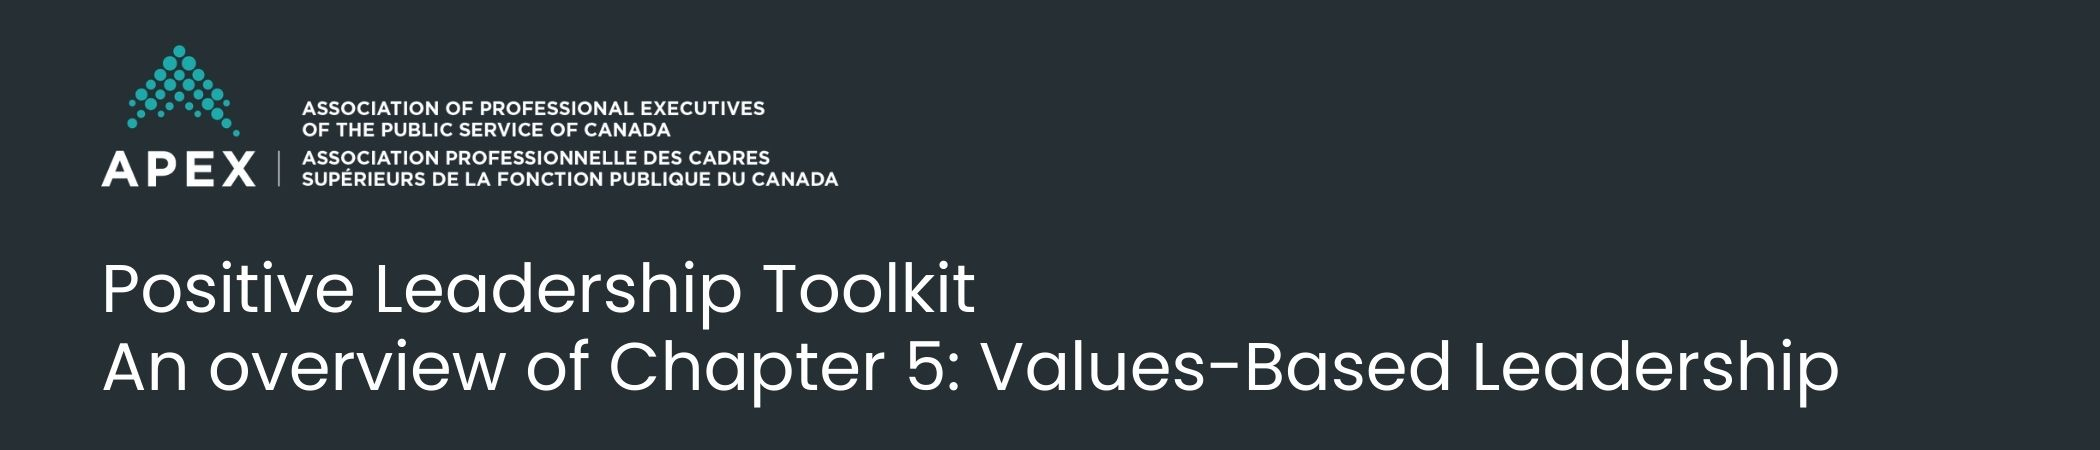 APEX
ASSOCIATION OF PROFESSIONAL EXECUTIVES
OF THE PUBLIC SERVICE OF CANADA
ASSOCIATION PROFESSIONNELLE DES CADRES
SUPÉRIEURS DE LA FONCTION PUBLIQUE DU CANADA
Positive Leadership Toolkit
An overview of Chapter 5: Values-Based Leadership